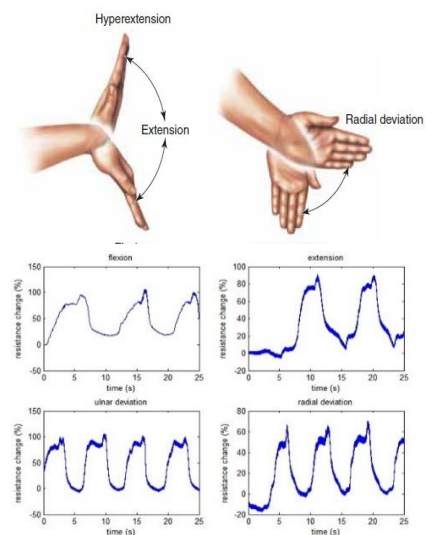 Hyperextension
Extension
Radial deviation
flexion
resistance change (%)
150
100
50
0
-50
0 5 10 15 20 25
time (s)
extension
resistance change (%)
100
80
60
40
20
0
-20
0 5 10 15 20 25
time (s)
ulnar deviation
resistance change (%)
150
100
50
0
-50
0 5 10 15 20 25
time (s)
radial deviation
resistance change (%)
80
60
40
20
0
-20
0 5 10 15 20 25
time (s)